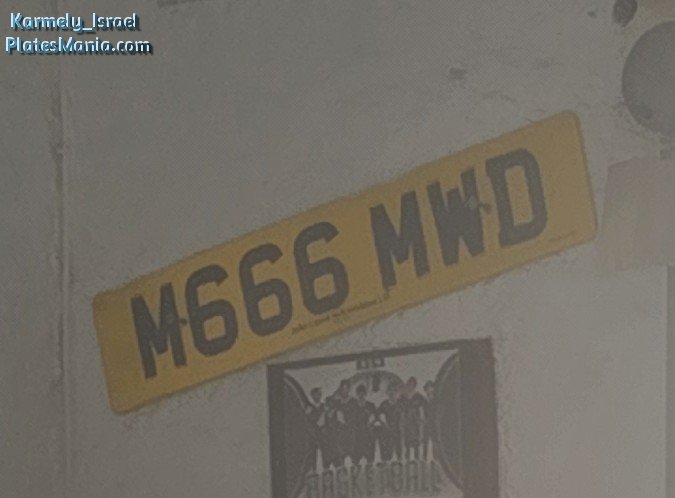 Karmely_Israel
PlatesMania.com
M666 MWD
BASKETBALL